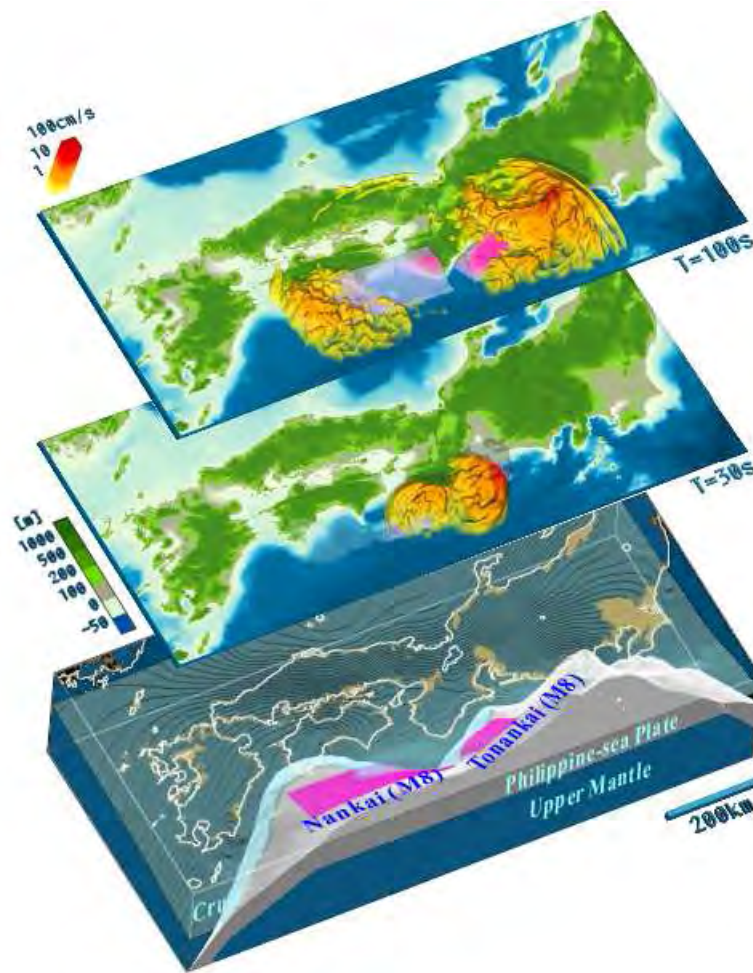 100cm/s
10
1
T=100s
T=30s
[m]
1000
500
200
100
0
-50
Nankai (M8)
Tonankai (M8)
Philippine-sea Plate
Upper Mantle
200km
Cru